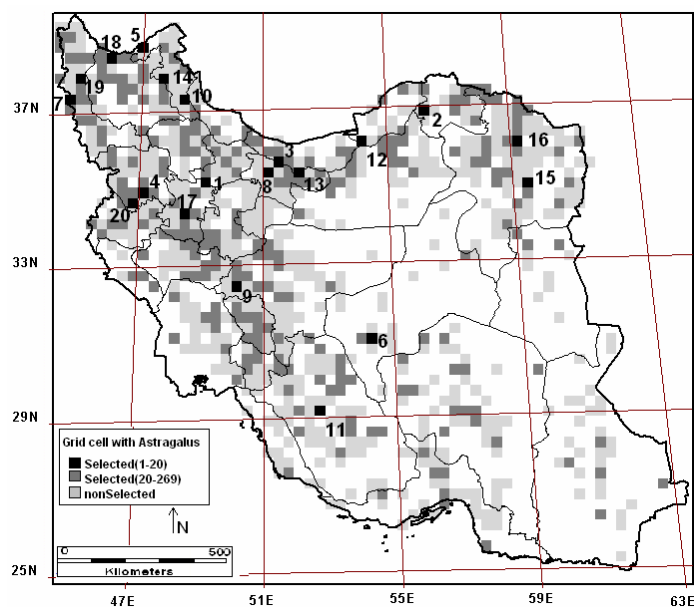 5
18
19
14
7
10
37N
2
3
12
16
8
13
4
1
15
20
17
33N
9
6
29N
11
Grid cell with Astragalus
Selected(1-20)
Selected(20-269)
nonSelected
N
0 500
Kilometers
25N
47E 51E 55E 59E 63E